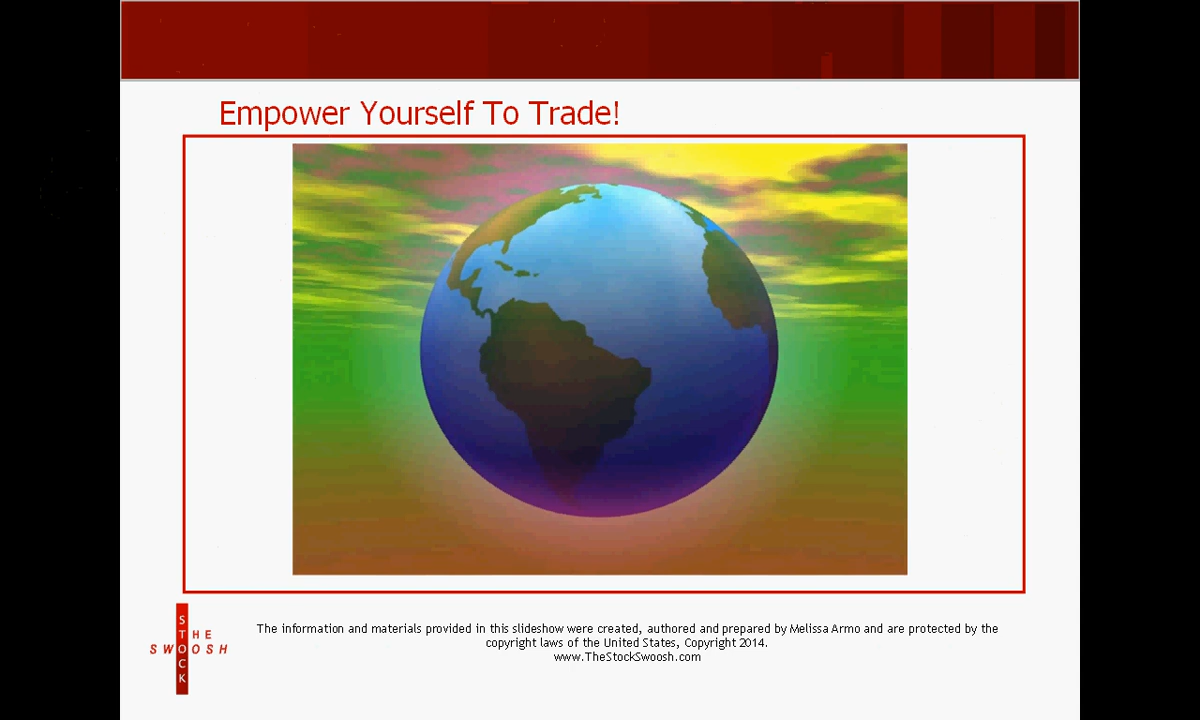 Empower Yourself To Trade!
THE
STOCK
SWOOSH
The information and materials provided in this slideshow were created, authored and prepared by Melissa Armo and are protected by the
copyright laws of the United States, Copyright 2014.
www.TheStockSwoosh.com